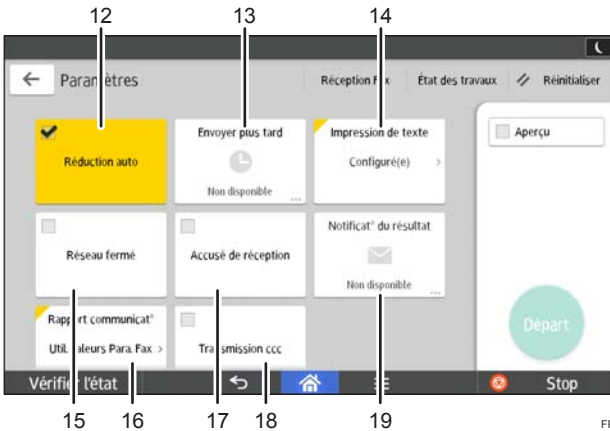 12 13 14
Paramètres
Réception Fax État des travaux Réinitialiser
Réduction auto
Envoyer plus tard
Non disponible
Impression de texte
Configuré(e) >
Aperçu
Réseau fermé
Accusé de réception
Notificat° du résultat
Non disponible
Rapport communicat°
Util. Valeurs Para. Fax >
Transmission ccc
Départ
Vérifier l'état
Stop
15 16 17 18 19